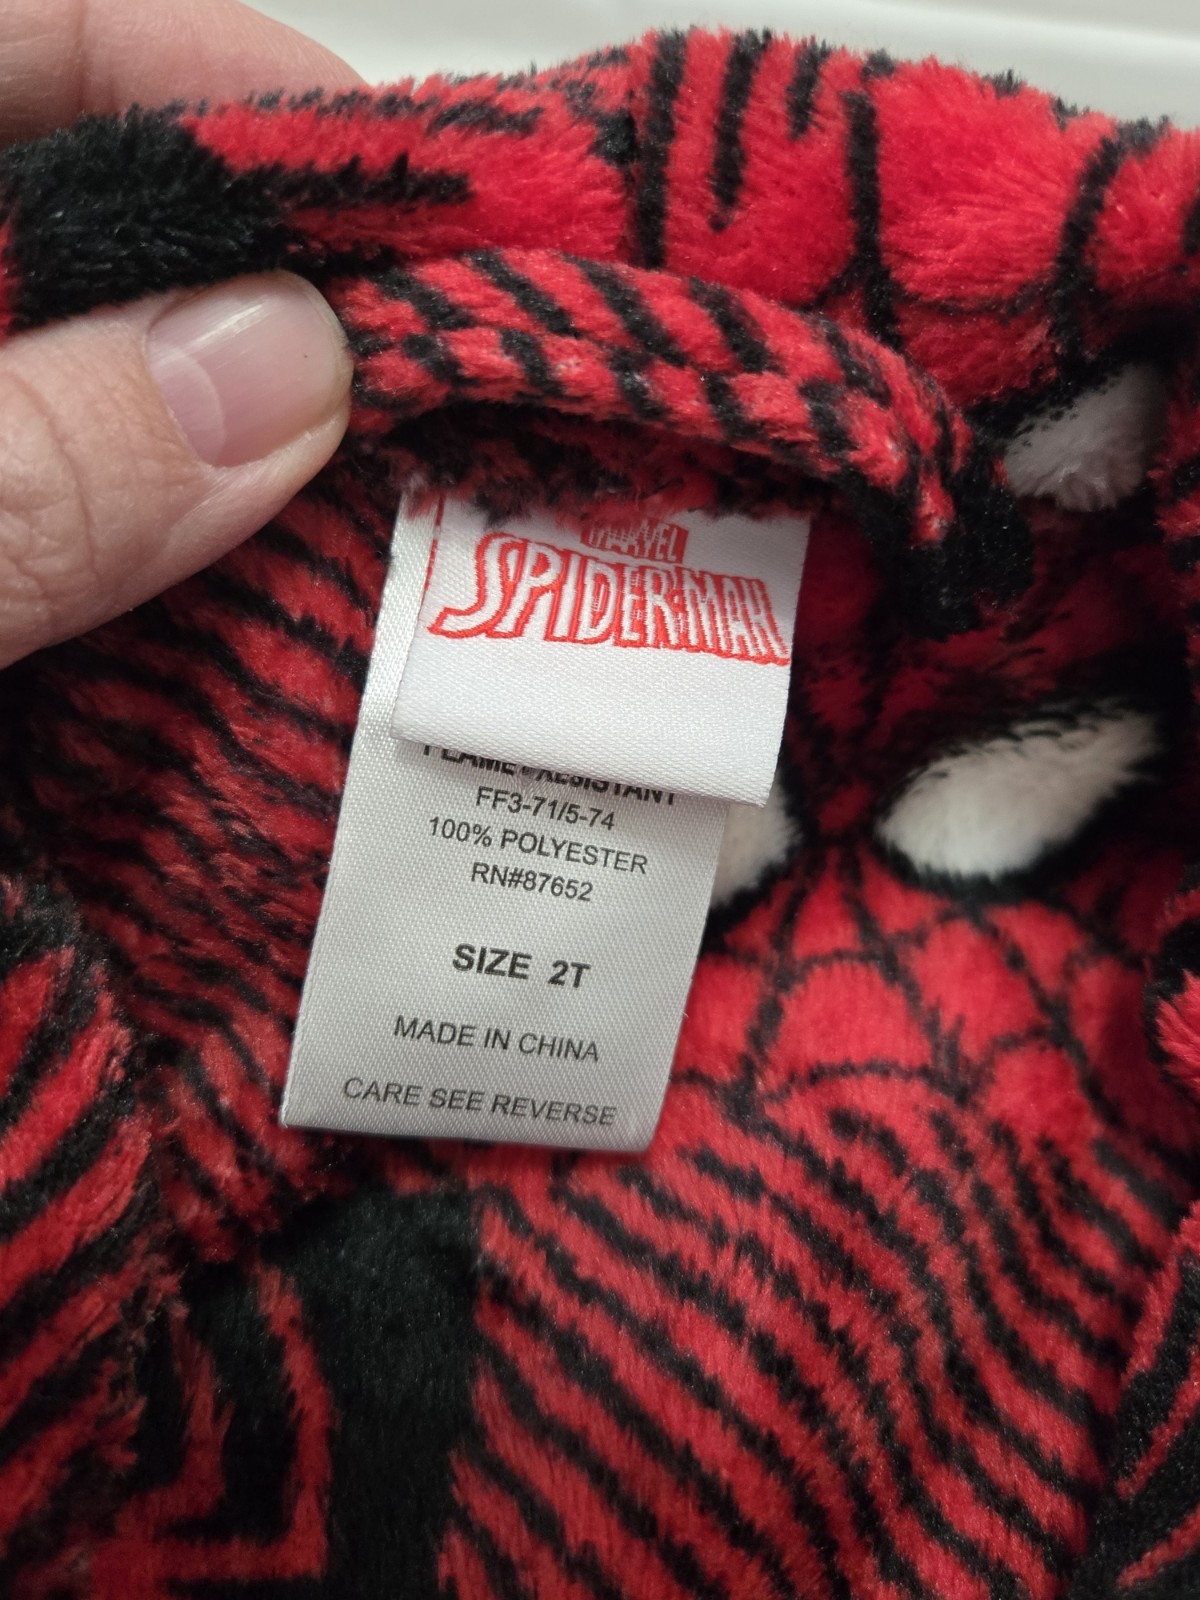 MARVEL
SPIDER-MAN
FLAME RESISTANT
FF3-71/5-74
100% POLYESTER
RN#87652
SIZE 2T
MADE IN CHINA
CARE SEE REVERSE